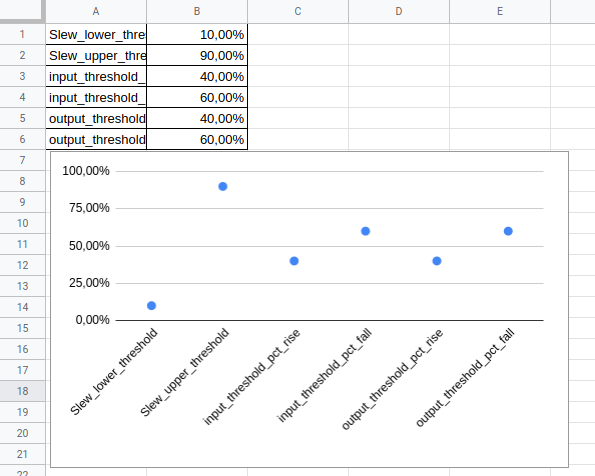 A B C D E
1 Slew_lower_thre 10,00%
2 Slew_upper_thre 90,00%
3 input_threshold_ 40,00%
4 input_threshold_ 60,00%
5 output_threshold 40,00%
6 output_threshold 60,00%
7
8
9
10
11
12
13
14
15
16
17
18
19
20
21
22
100,00%
75,00%
50,00%
25,00%
0,00%
Slew_lower_threshold
Slew_upper_threshold
input_threshold_pct_rise
input_threshold_pct_fall
output_threshold_pct_rise
output_threshold_pct_fall